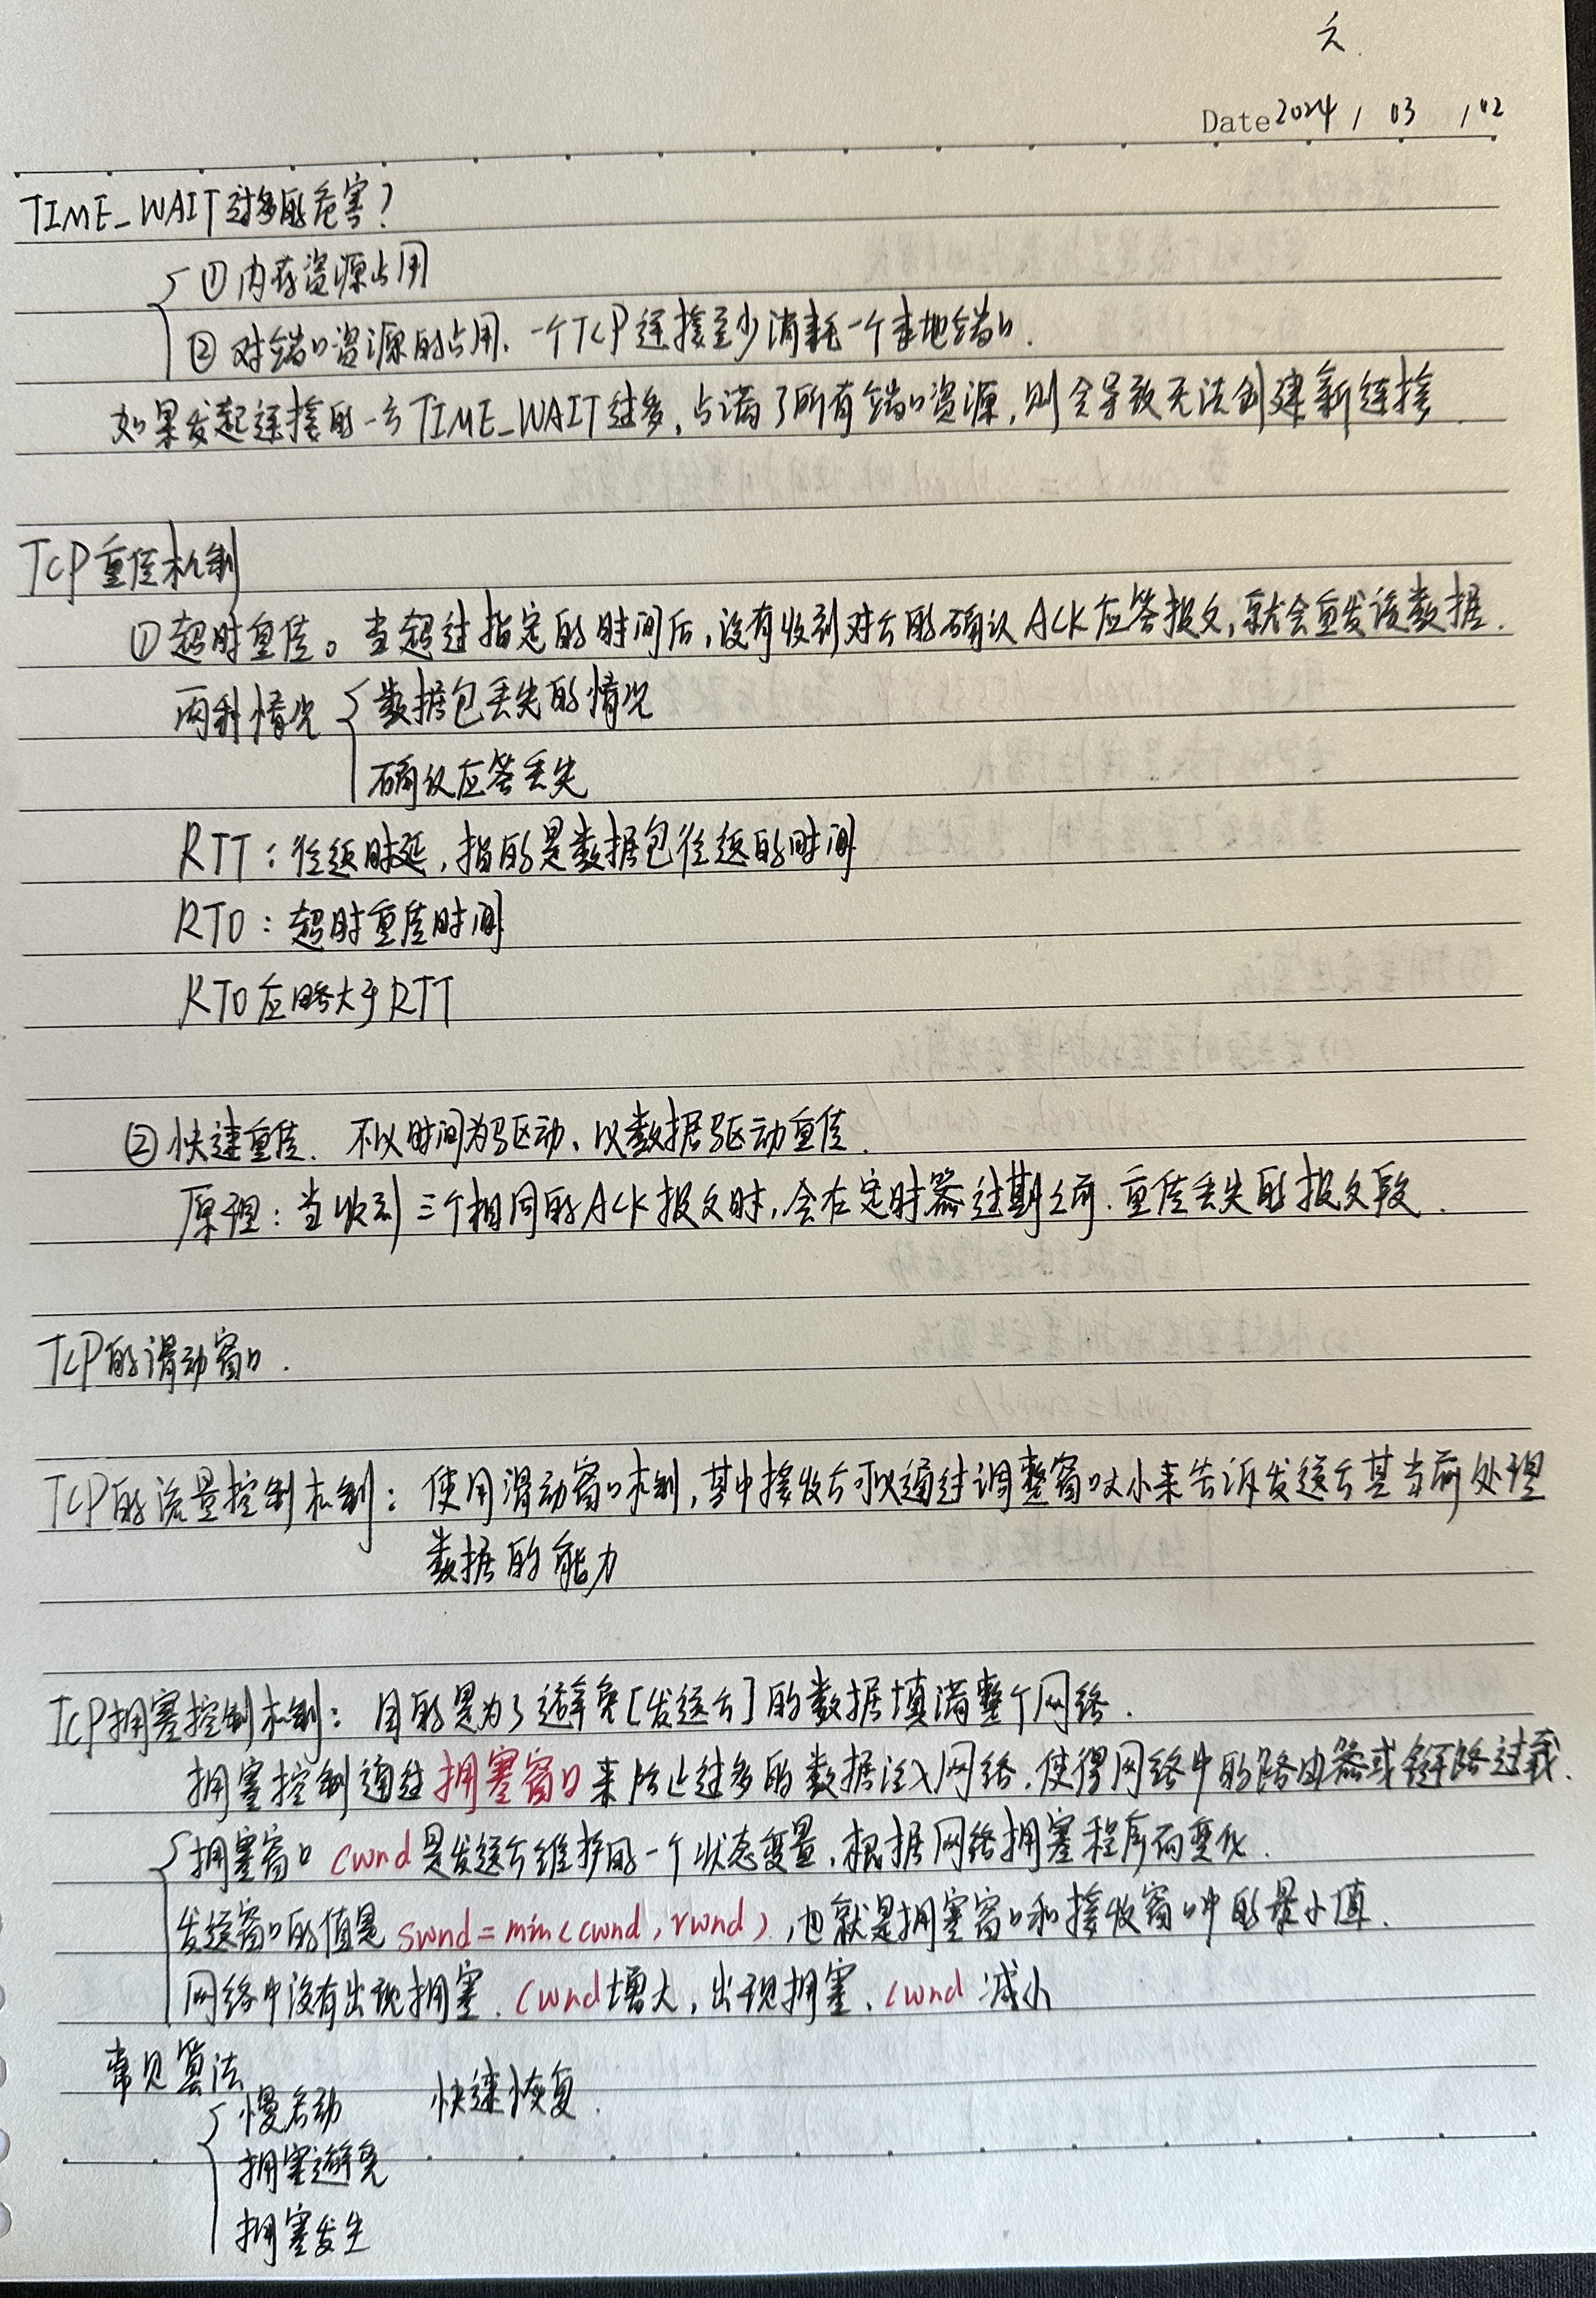 Date 2024 / 03 / 02
TIME_WAIT过多的危害?
① 内存资源占用
② 对端口资源的占用、一个TCP连接至少消耗一个本地端口.
如果发起连接的一方TIME_WAIT过多,占满了所有端口资源,则会导致无法创建新连接.
TCP重传机制
① 超时重传。当超过指定的时间后,没有收到对方的确认ACK应答报文,就会重发该数据.
两种情况 数据包丢失的情况
确认应答丢失
RTT:往返时延,指的是数据包往返的时间
RTO:超时重传时间
RTO应略大于RTT
② 快速重传. 不以时间为驱动、以数据驱动重传.
原理:当收到三个相同的ACK报文时,会在定时器过期之前.重传丢失的报文段.
TCP的滑动窗口.
TCP的流量控制机制: 使用滑动窗口机制,其中接收方可以通过调整窗口大小来告诉发送方其当前处理
数据的能力
TCP拥塞控制机制: 目的是为了避免[发送方]的数据填满整个网络.
拥塞控制通过拥塞窗口来防止过多的数据注入网络.使得网络中的路由器或链路过载.
拥塞窗口cwnd是发送方维护的一个状态变量,根据网络拥塞程序而变化.
发送窗口的值是swnd=min(cwnd,rwnd),也就是拥塞窗口和接收窗口中的最小值.
网络中没有出现拥塞.cwnd增大,出现拥塞、cwnd减小
常见算法
慢启动 快速恢复.
拥塞避免
拥塞发生